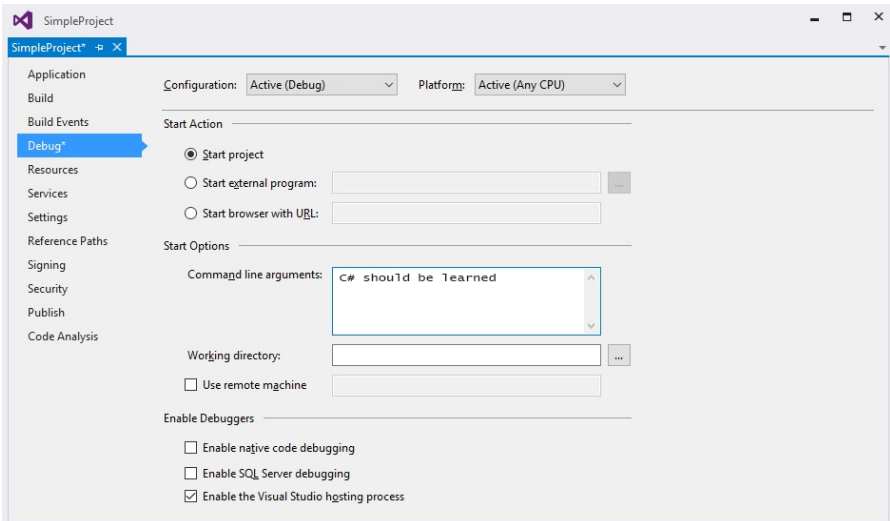 SimpleProject
SimpleProject*
Application
Build
Build Events
Debug*
Resources
Services
Settings
Reference Paths
Signing
Security
Publish
Code Analysis
Configuration: Active (Debug) Platform: Active (Any CPU)
Start Action
Start project
Start external program: ...
Start browser with URL:
Start Options
Command line arguments: C# should be learned
Working directory: ...
Use remote machine
Enable Debuggers
Enable native code debugging
Enable SQL Server debugging
Enable the Visual Studio hosting process